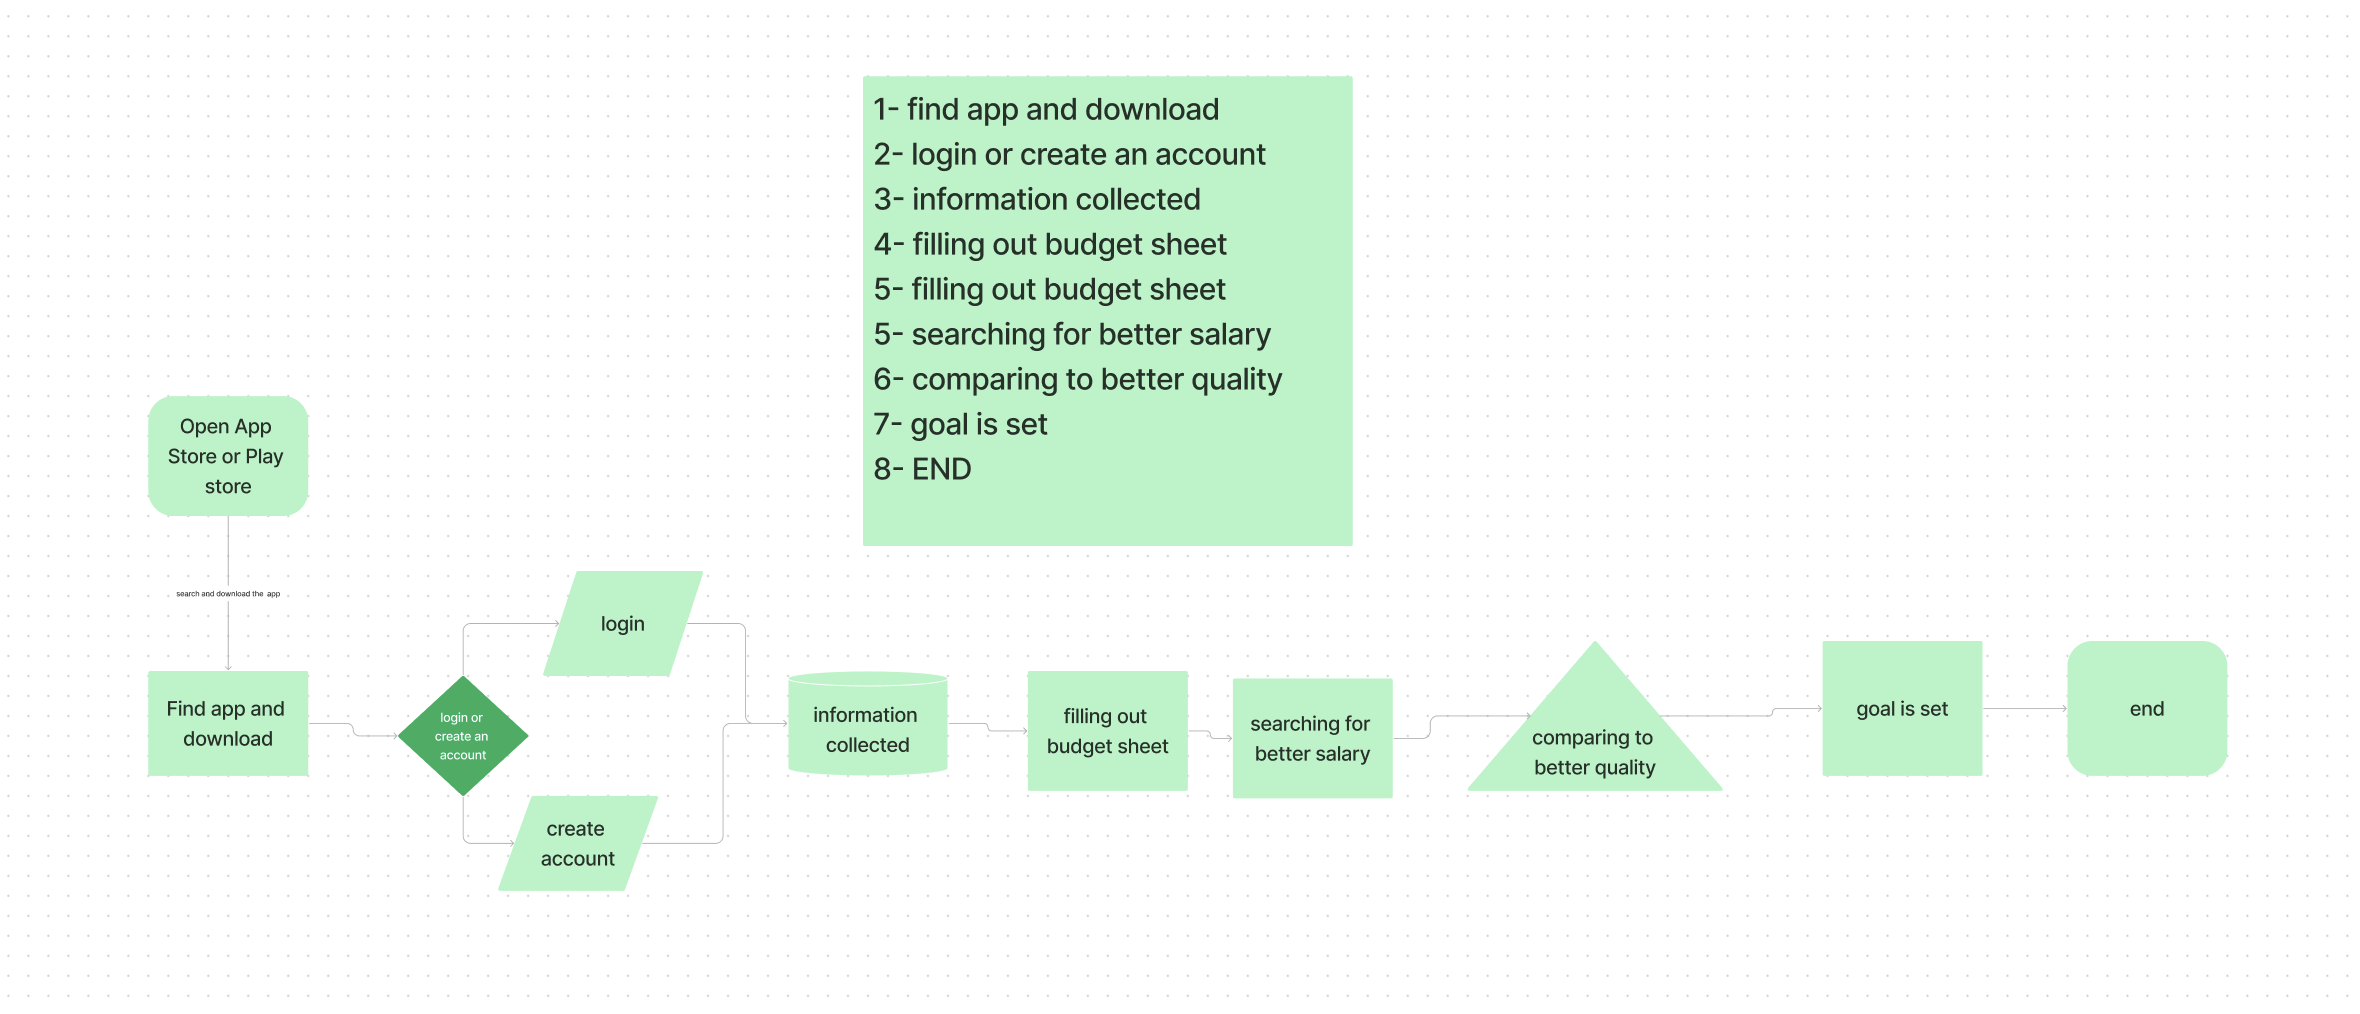 1- find app and download
2- login or create an account
3- information collected
4- filling out budget sheet
5- filling out budget sheet
5- searching for better salary
6- comparing to better quality
7- goal is set
8- END
Open App
Store or Play
store
search and download the app
Find app and
download
login or
create an
account
login
create
account
information
collected
filling out
budget sheet
searching for
better salary
comparing to
better quality
goal is set
end